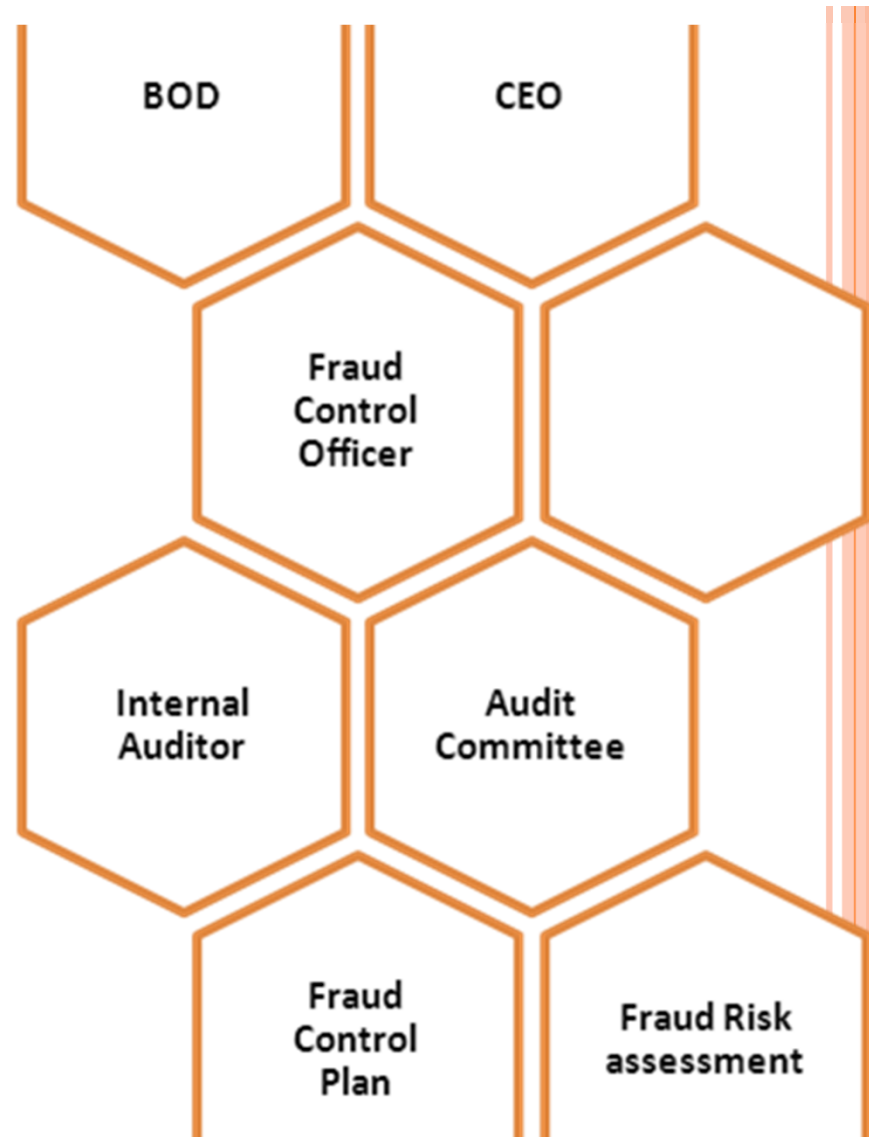 BOD
CEO
Fraud
Control
Officer
Internal
Auditor
Audit
Committee
Fraud
Control
Plan
Fraud Risk
assessment